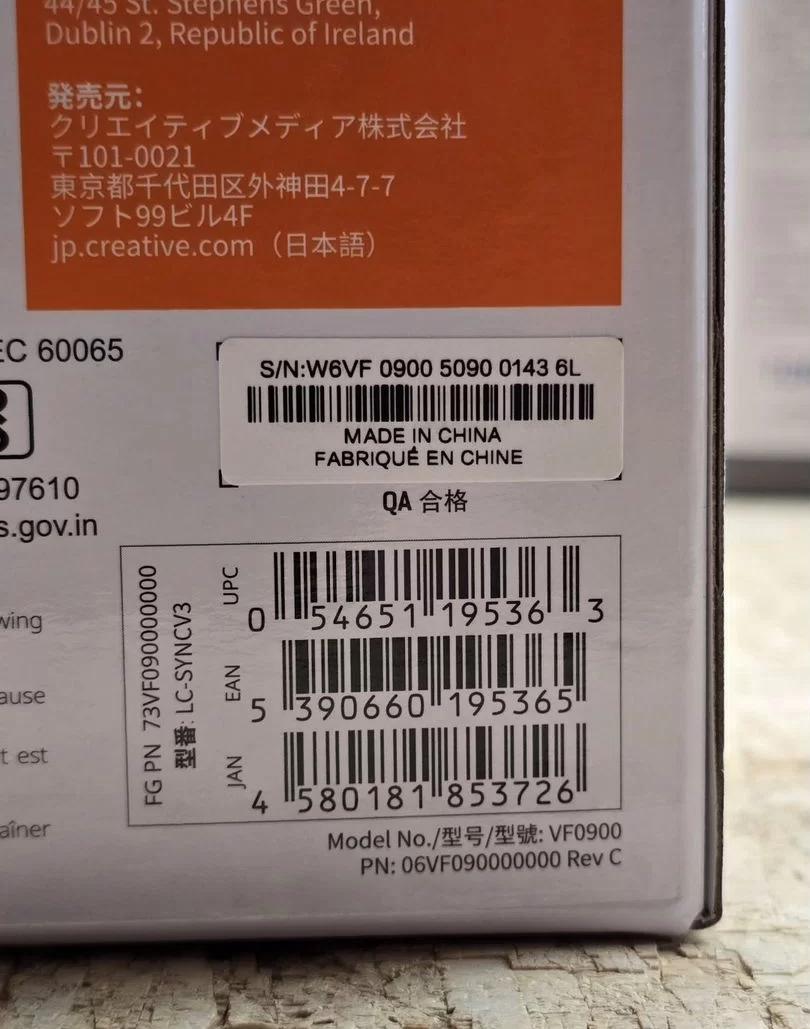 44/45 St. Stephens Green,
Dublin 2, Republic of Ireland
発売元:
クリエイティブメディア株式会社
〒101-0021
東京都千代田区外神田4-7-7
ソフト99ビル4F
jp.creative.com（日本語）
EC 60065
97610
s.gov.in
wing
ause
t est
aîner
S/N:W6VF 0900 5090 0143 6L
MADE IN CHINA
FABRIQUÉ EN CHINE
QA 合格
FG PN 73VF090000000
型番: LC-SYNCV3
UPC
0 54651 19536 3
EAN
5 390660 195365
JAN
4 580181 853726
Model No./型号/型號: VF0900
PN: 06VF090000000 Rev C